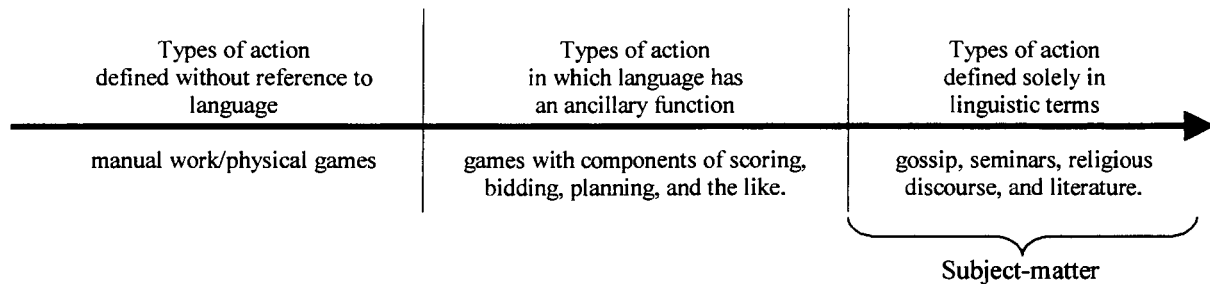 Types of action
defined without reference to
language
Types of action
in which language has
an ancillary function
Types of action
defined solely in
linguistic terms
manual work/physical games
games with components of scoring,
bidding, planning, and the like.
gossip, seminars, religious
discourse, and literature.
Subject-matter